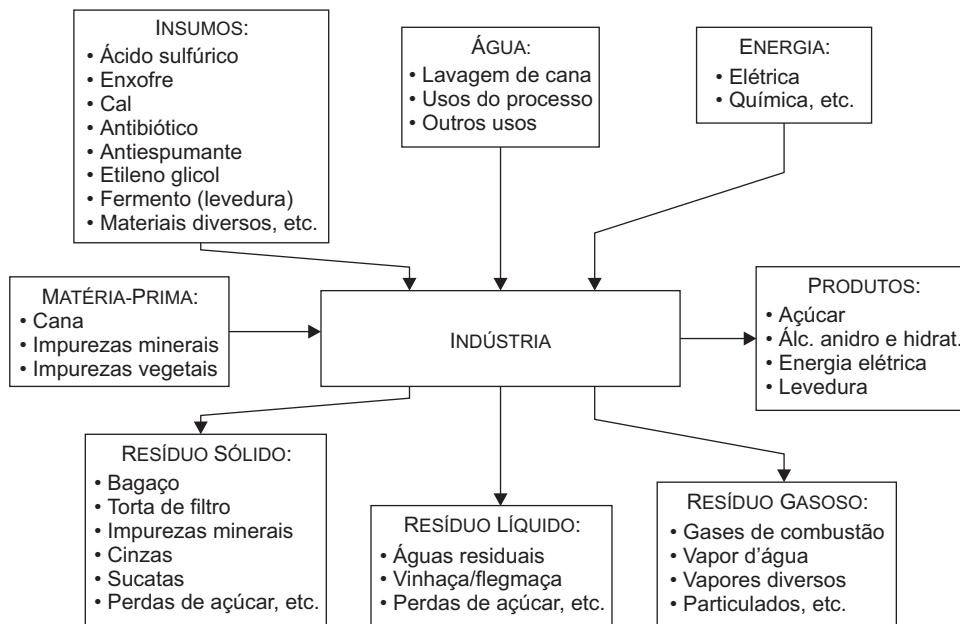 INSUMOS:
• Ácido sulfúrico
• Enxofre
• Cal
• Antibiótico
• Antiespumante
• Etileno glicol
• Fermento (levedura)
• Materiais diversos, etc.
ÁGUA:
• Lavagem de cana
• Usos do processo
• Outros usos
ENERGIA:
• Elétrica
• Química, etc.
MATÉRIA-PRIMA:
• Cana
• Impurezas minerais
• Impurezas vegetais
INDÚSTRIA
PRODUTOS:
• Açúcar
• Álc. anidro e hidrat.
• Energia elétrica
• Levedura
RESÍDUO SÓLIDO:
• Bagaço
• Torta de filtro
• Impurezas minerais
• Cinzas
• Sucatas
• Perdas de açúcar, etc.
RESÍDUO LÍQUIDO:
• Águas residuais
• Vinhaça/flegmaça
• Perdas de açúcar, etc.
RESÍDUO GASOSO:
• Gases de combustão
• Vapor d’água
• Vapores diversos
• Particulados, etc.